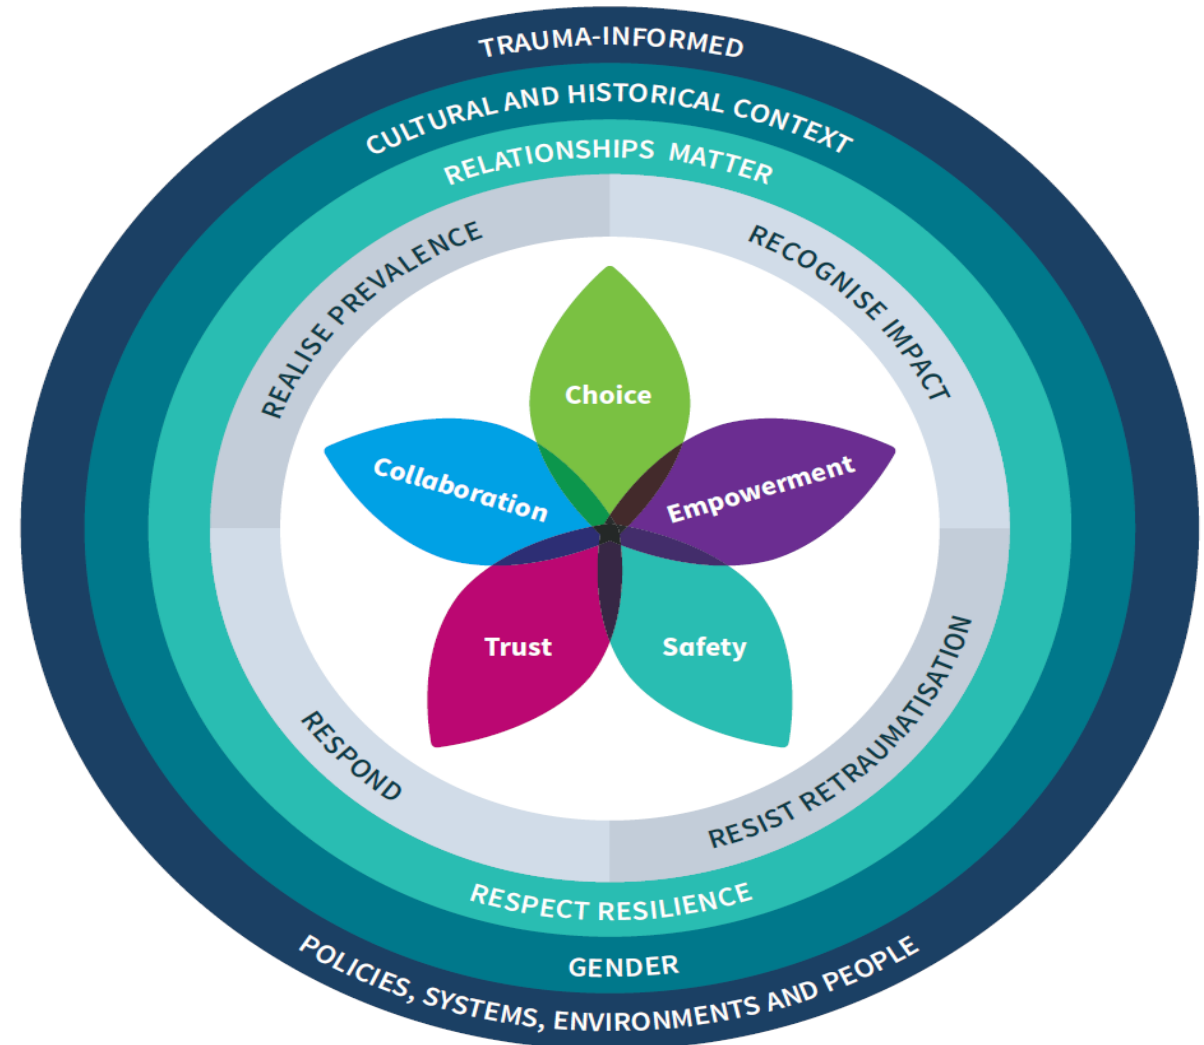 TRAUMA-INFORMED
CULTURAL AND HISTORICAL CONTEXT
RELATIONSHIPS MATTER
REALISE PREVALENCE
RECOGNISE IMPACT
Choice
Collaboration
Empowerment
Trust
Safety
RESPOND
RESIST RETRAUMATISATION
RESPECT RESILIENCE
GENDER
POLICIES, SYSTEMS, ENVIRONMENTS AND PEOPLE